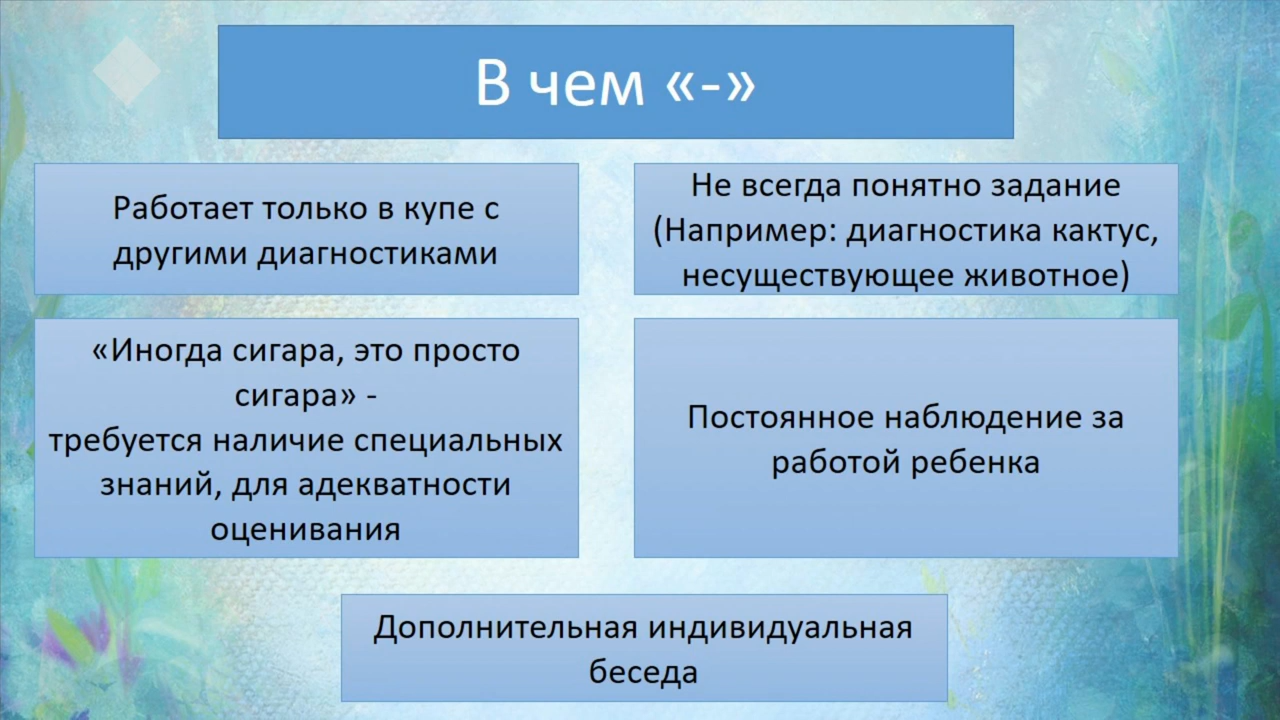 В чем «-»
Работает только в купе с
другими диагностиками
Не всегда понятно задание
(Например: диагностика кактус,
несуществующее животное)
«Иногда сигара, это просто
сигара» -
требуется наличие специальных
знаний, для адекватности
оценивания
Постоянное наблюдение за
работой ребенка
Дополнительная индивидуальная
беседа